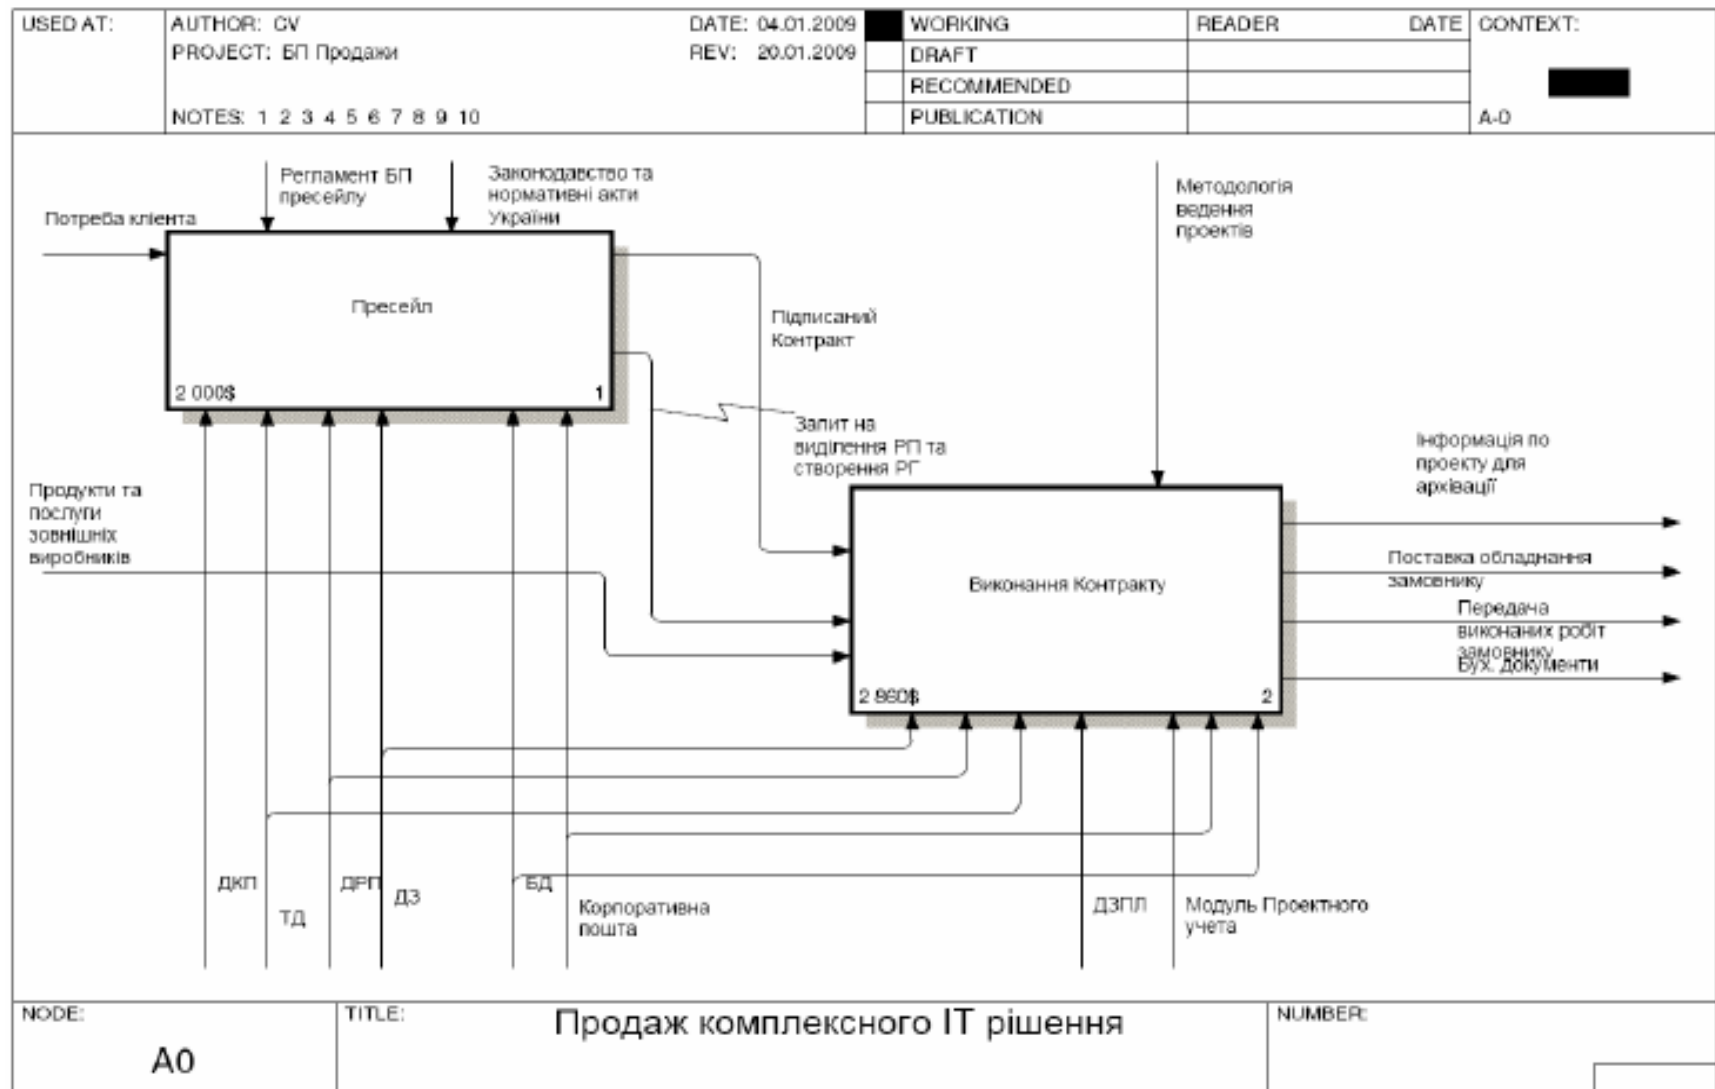 USED AT:
AUTHOR: CV
DATE: 04.01.2009
PROJECT: БП Продажи
REV: 20.01.2009
NOTES: 1 2 3 4 5 6 7 8 9 10
WORKING
DRAFT
RECOMMENDED
PUBLICATION
READER
DATE
CONTEXT:
A-0
Потреба клієнта
Регламент БП
пресейлу
Законодавство та
нормативні акти
України
Методологія
ведення
проектів
Пресейл
2 000$
1
Підписаний
Контракт
Запит на
виділення РП та
створення РГ
Продукти та
послуги
зовнішніх
виробників
Виконання Контракту
2 860$
2
Інформація по
проекту для
архівації
Поставка обладнання
замовнику
Передача
виконаних робіт
замовнику
Бух. документи
ДКП
ТД
ДРП
ДЗ
БД
Корпоративна
пошта
ДЗПЛ
Модуль Проектного
учета
NODE:
A0
TITLE:
Продаж комплексного ІТ рішення
NUMBER: